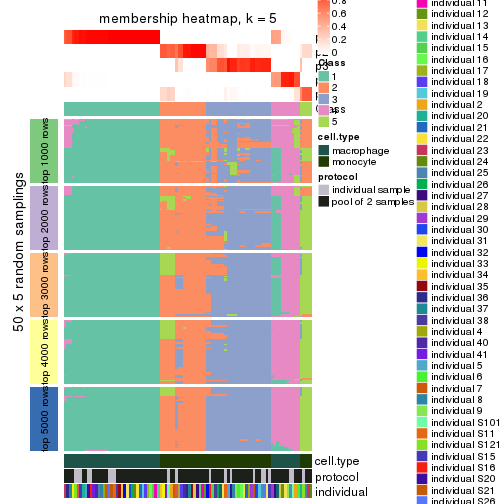 membership heatmap, k = 5
0.8
0.6
0.4
0.2
0
p3
Class
1
2
3
5
cell.type
macrophage
monocyte
protocol
individual sample
pool of 2 samples
50 x 5 random samplings
top 1000 rows
top 2000 rows
top 3000 rows
top 4000 rows
top 5000 rows
cell.type
protocol
individual
individual 11
individual 12
individual 13
individual 14
individual 15
individual 16
individual 17
individual 18
individual 19
individual 2
individual 20
individual 21
individual 22
individual 23
individual 24
individual 25
individual 26
individual 27
individual 28
individual 29
individual 30
individual 31
individual 32
individual 33
individual 34
individual 35
individual 36
individual 37
individual 38
individual 4
individual 40
individual 41
individual 5
individual 6
individual 7
individual 8
individual 9
individual S101
individual S11
individual S121
individual S15
individual S16
individual S20
individual S21
individual S26